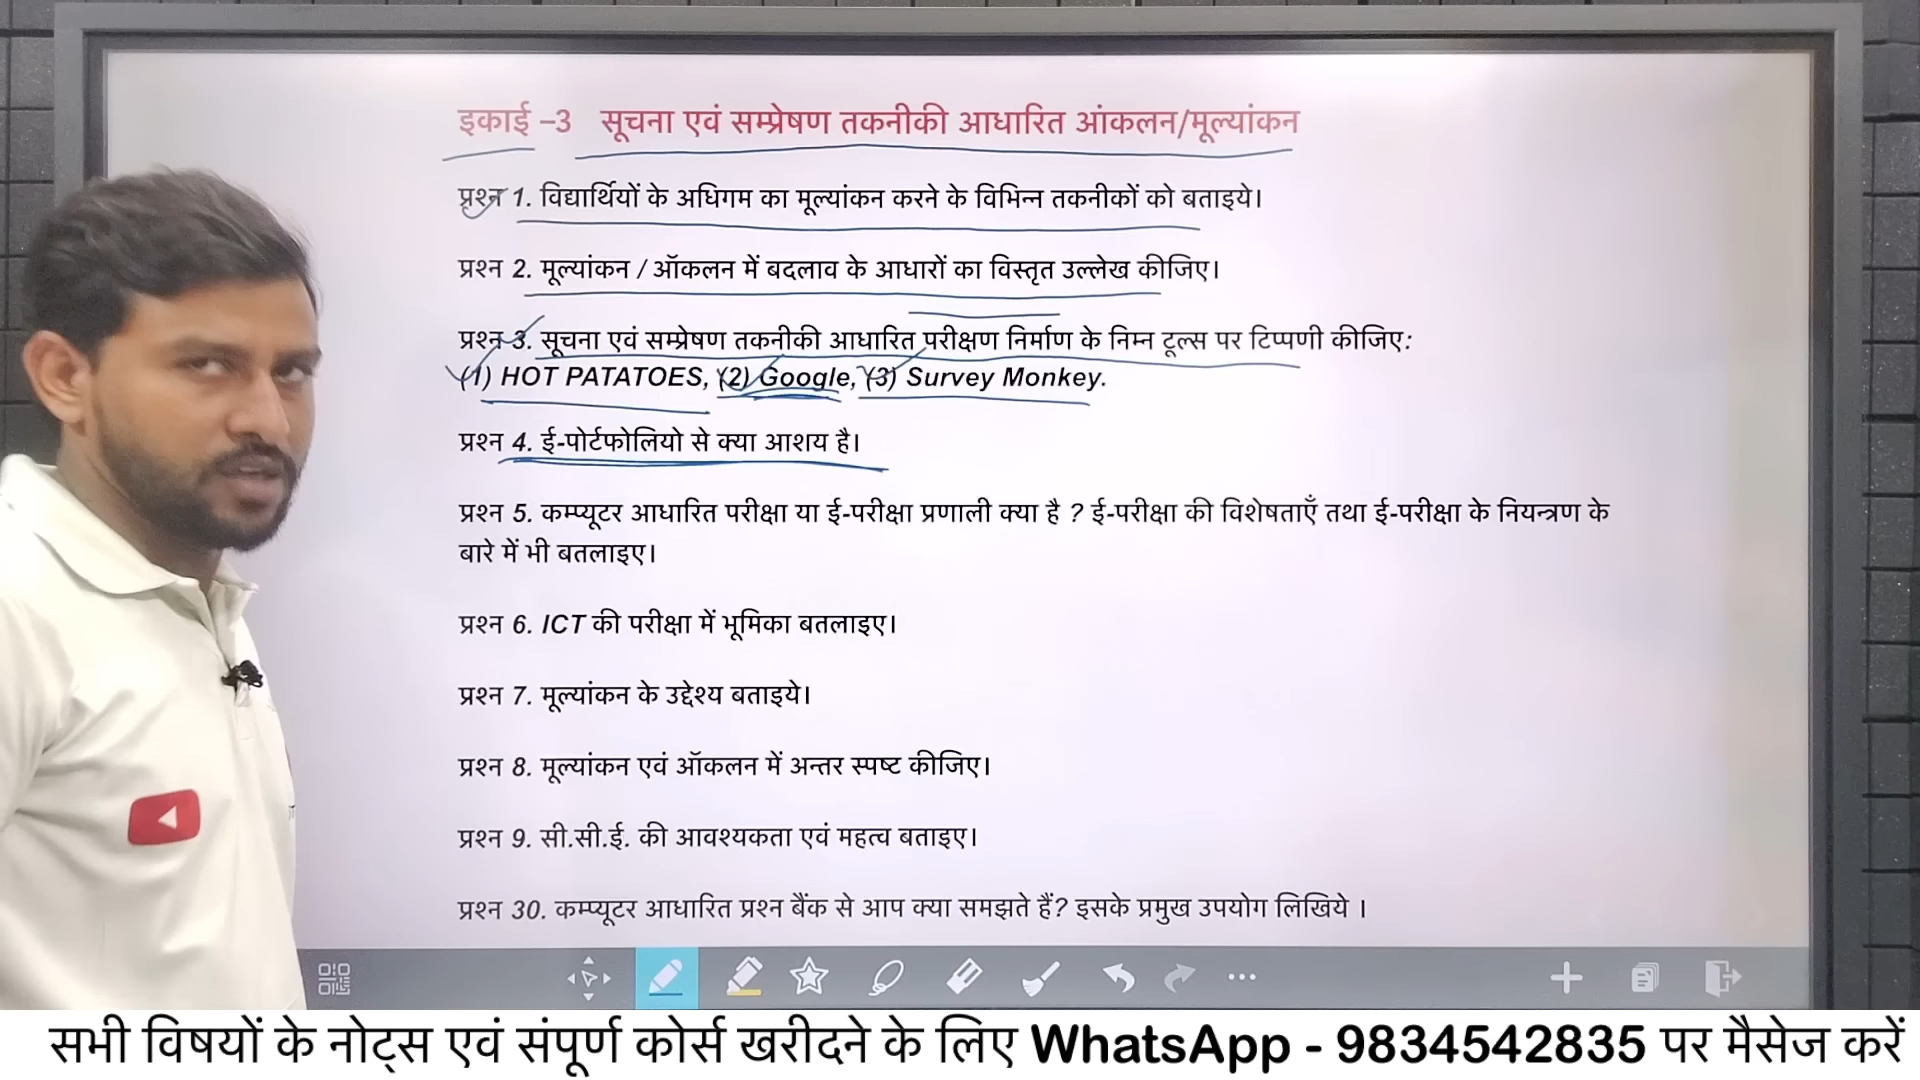 इकाई –3 सूचना एवं सम्प्रेषण तकनीकी आधारित आंकलन/मूल्यांकन
प्रश्न 1. विद्यार्थियों के अधिगम का मूल्यांकन करने के विभिन्न तकनीकों को बताइये।
प्रश्न 2. मूल्यांकन / ऑकलन में बदलाव के आधारों का विस्तृत उल्लेख कीजिए।
प्रश्न 3. सूचना एवं सम्प्रेषण तकनीकी आधारित परीक्षण निर्माण के निम्न टूल्स पर टिप्पणी कीजिए:
(1) HOT PATATOES, (2) Google, (3) Survey Monkey.
प्रश्न 4. ई-पोर्टफोलियो से क्या आशय है।
प्रश्न 5. कम्प्यूटर आधारित परीक्षा या ई-परीक्षा प्रणाली क्या है ? ई-परीक्षा की विशेषताएँ तथा ई-परीक्षा के नियन्त्रण के
बारे में भी बतलाइए।
प्रश्न 6. ICT की परीक्षा में भूमिका बतलाइए।
प्रश्न 7. मूल्यांकन के उद्देश्य बताइये।
प्रश्न 8. मूल्यांकन एवं ऑकलन में अन्तर स्पष्ट कीजिए।
प्रश्न 9. सी.सी.ई. की आवश्यकता एवं महत्व बताइए।
प्रश्न 30. कम्प्यूटर आधारित प्रश्न बैंक से आप क्या समझते हैं? इसके प्रमुख उपयोग लिखिये ।
सभी विषयों के नोट्स एवं संपूर्ण कोर्स खरीदने के लिए WhatsApp - 9834542835 पर मैसेज करें